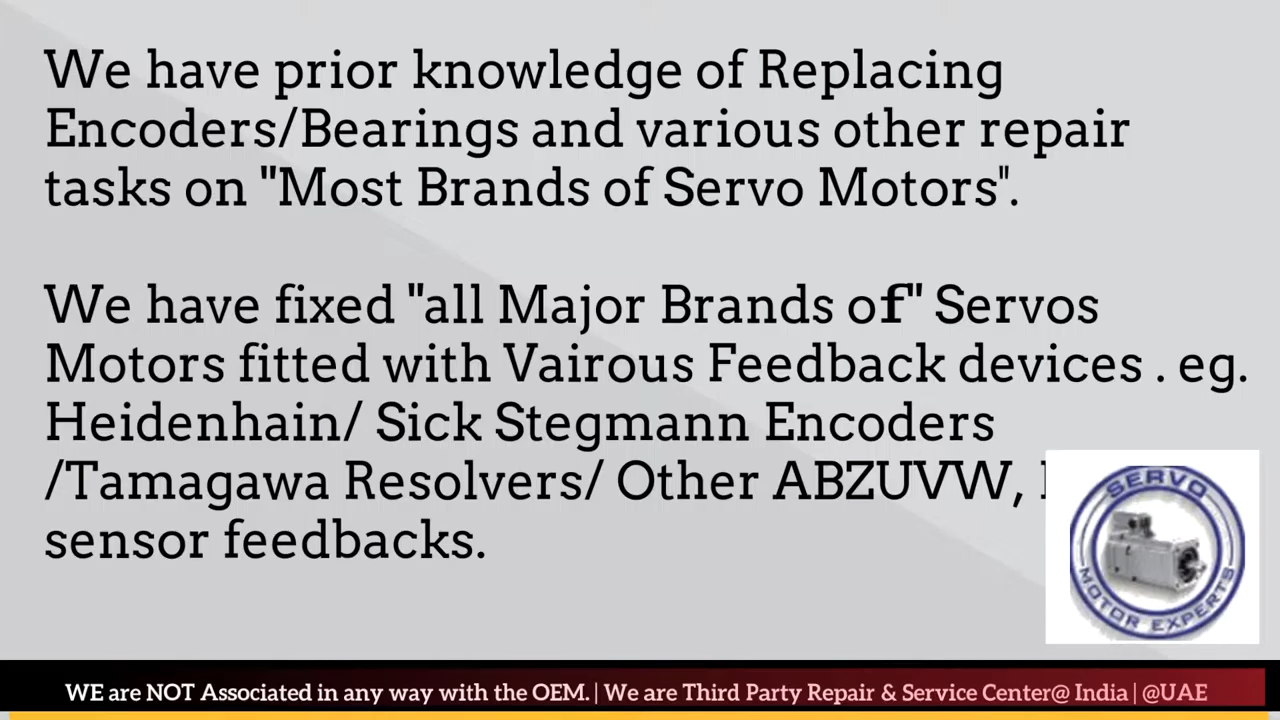 We have prior knowledge of Replacing
Encoders/Bearings and various other repair
tasks on "Most Brands of Servo Motors".
We have fixed "all Major Brands of" Servos
Motors fitted with Vairous Feedback devices . eg.
Heidenhain/ Sick Stegmann Encoders
/Tamagawa Resolvers/ Other ABZUVW,
sensor feedbacks.
SERVO
MOTOR EXPERTS
WE are NOT Associated in any way with the OEM. | We are Third Party Repair & Service Center@ India | @UAE